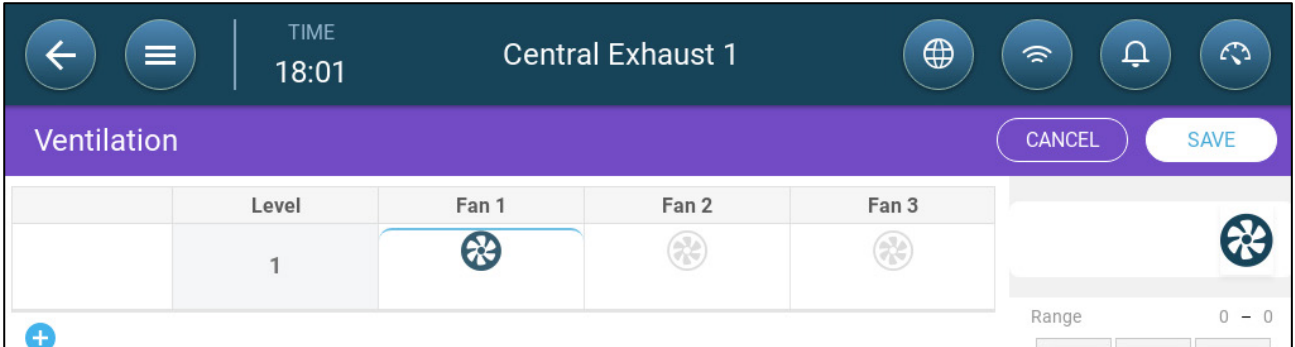 TIME
18:01
Central Exhaust 1
Ventilation
CANCEL
SAVE
Level Fan 1 Fan 2 Fan 3
1
Range 0 – 0